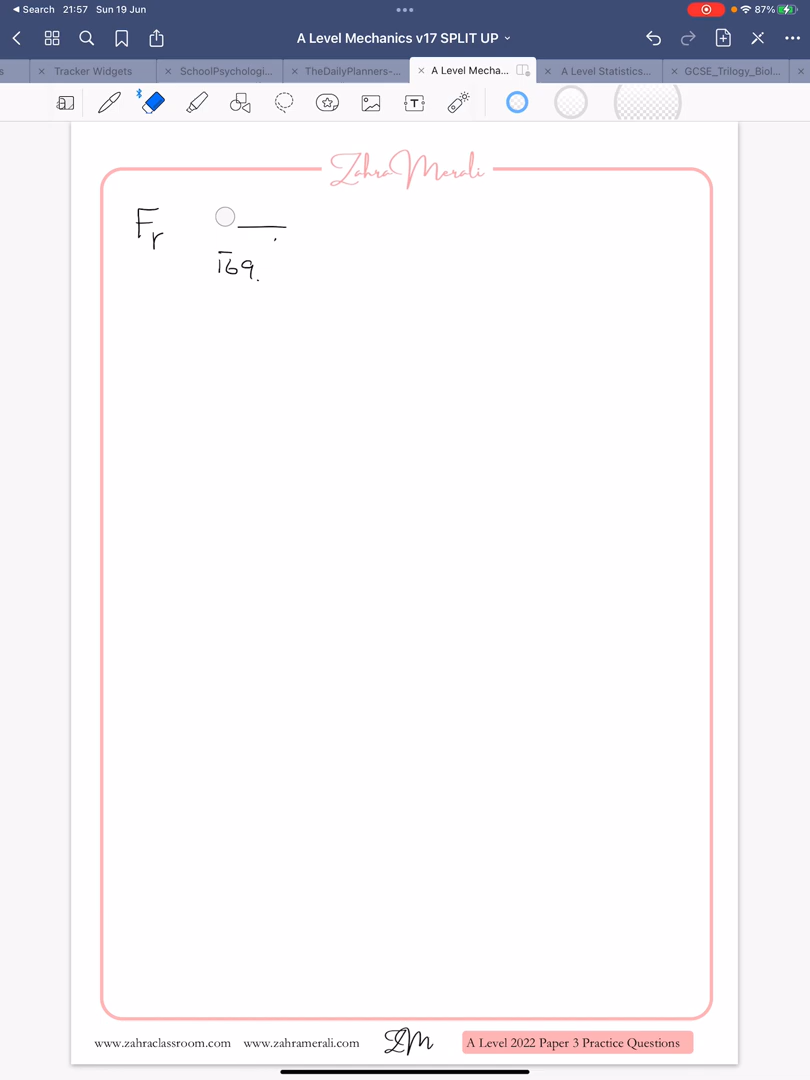 Search 21:57 Sun 19 Jun 87%
A Level Mechanics v17 SPLIT UP
s Tracker Widgets SchoolPsychologi... TheDailyPlanners-... A Level Mecha... A Level Statistics... GCSE_Trilogy_Biol...
T
Zahra Merali
Fr
169.
www.zahraclassroom.com www.zahramerali.com ZM A Level 2022 Paper 3 Practice Questions